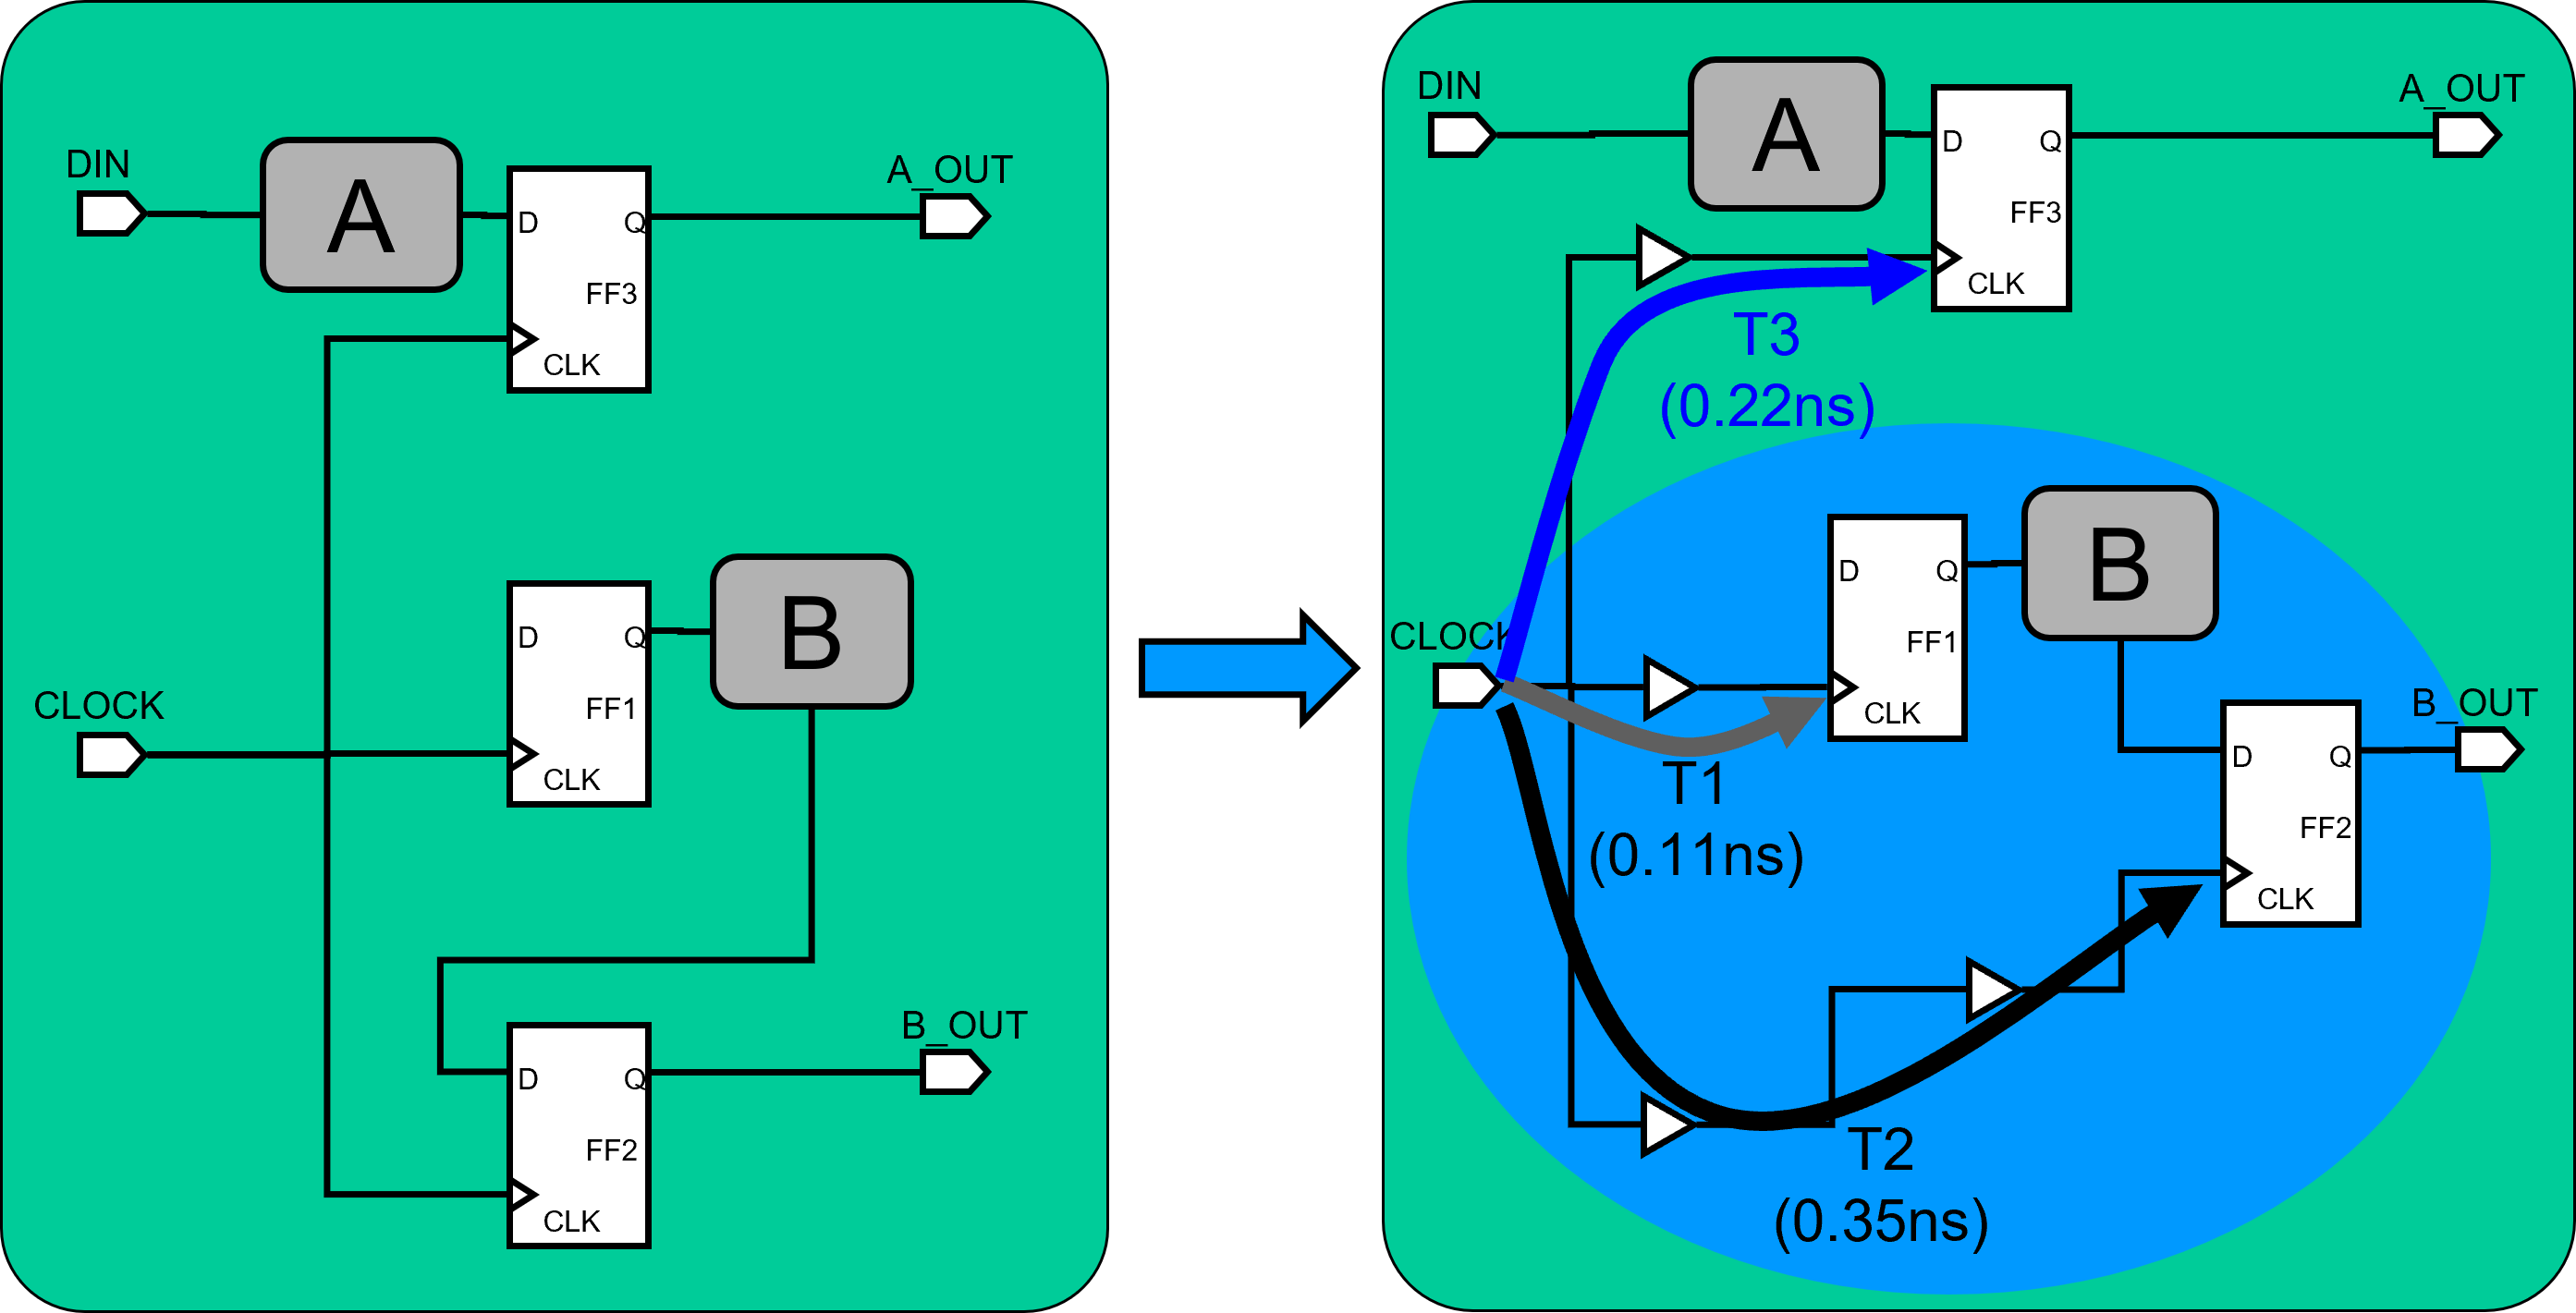 DIN
A
D
Q
FF3
CLK
A_OUT
CLOCK
D
Q
FF1
CLK
B
D
Q
FF2
CLK
B_OUT
DIN
A
D
Q
FF3
CLK
A_OUT
T3
(0.22ns)
CLOCK
D
Q
FF1
CLK
B
T1
(0.11ns)
D
Q
FF2
CLK
B_OUT
T2
(0.35ns)